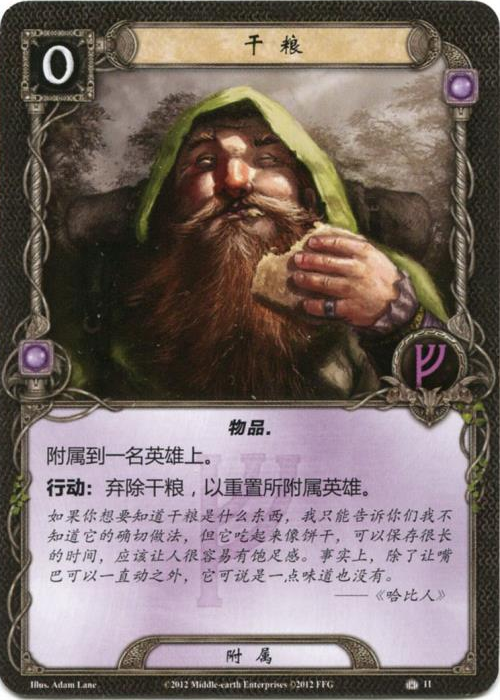 0
干粮
物品.
附属到一名英雄上。
行动：弃除干粮，以重置所附属英雄。
如果你想要知道干粮是什么东西，我只能告诉你们我不
知道它的确切做法，但它吃起来像饼干，可以保存很长
的时间，应该让人很容易有饱足感。事实上，除了让嘴
巴可以一直动之外，它可说是一点味道也没有。
——《哈比人》
附属
Illus. Adam Lane
©2012 Middle-earth Enterprises ©2012 FFG
11